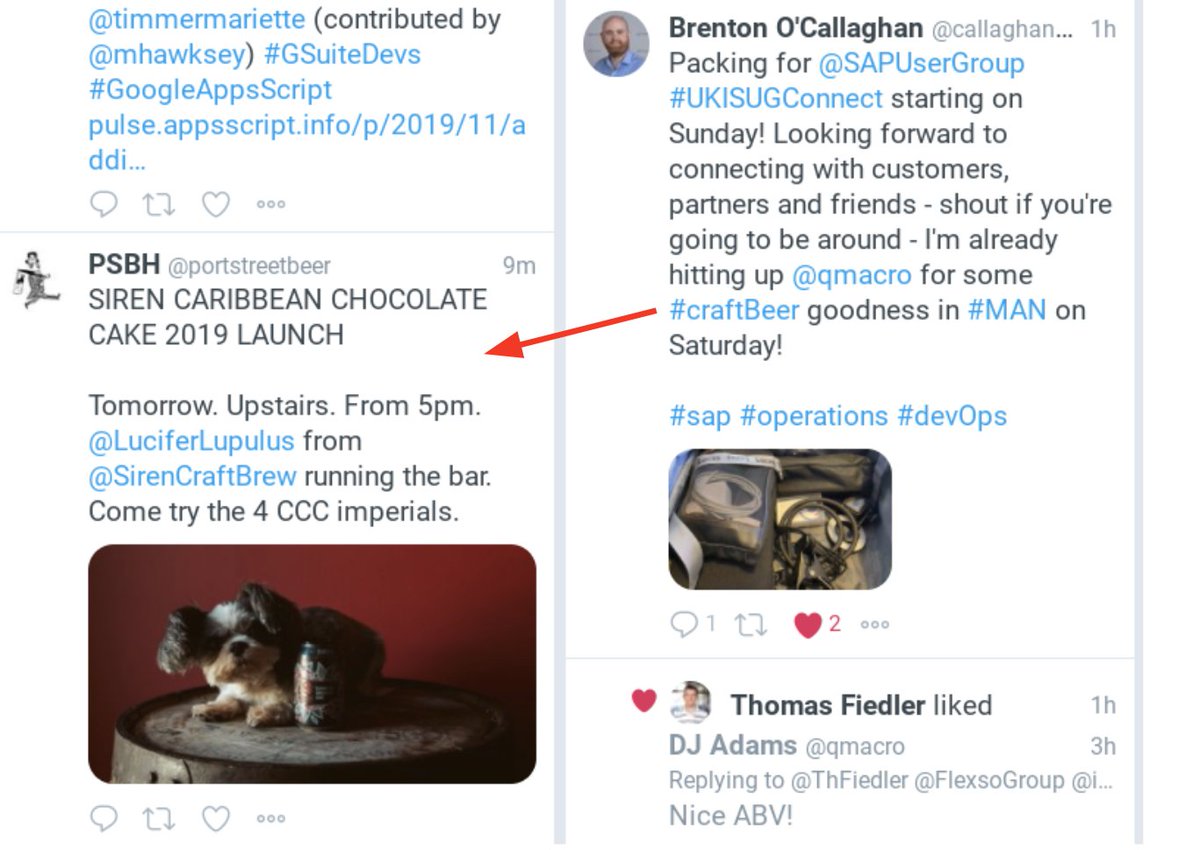 @timmermariette (contributed by
@mhawksey) #GSuiteDevs
#GoogleAppsScript
pulse.appsscript.info/p/2019/11/a
ddi…
PSBH @portstreetbeer 9m
SIREN CARIBBEAN CHOCOLATE
CAKE 2019 LAUNCH
Tomorrow. Upstairs. From 5pm.
@LuciferLupulus from
@SirenCraftBrew running the bar.
Come try the 4 CCC imperials.
Brenton O'Callaghan @callaghan... 1h
Packing for @SAPUserGroup
#UKISUGConnect starting on
Sunday! Looking forward to
connecting with customers,
partners and friends - shout if you're
going to be around - I'm already
hitting up @qmacro for some
#craftBeer goodness in #MAN on
Saturday!
#sap #operations #devOps
1 2
Thomas Fiedler liked 1h
DJ Adams @qmacro 3h
Replying to @ThFiedler @FlexsoGroup @i...
Nice ABV!